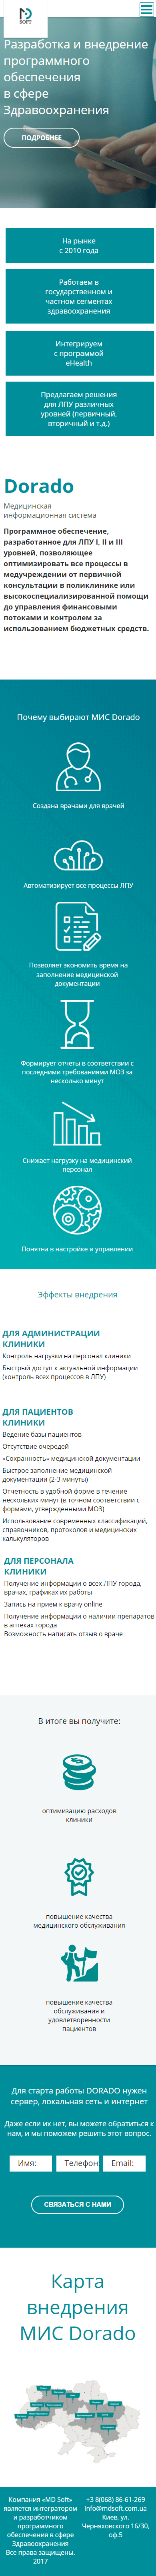 SOFT
Разработка и внедрение
программного
обеспечения
в сфере
Здравоохранения
ПОДРОБНЕЕ
На рынке
с 2010 года
Работаем в
государственном и
частном сегментах
здравоохранения
Интегрируем
с программой
eHealth
Предлагаем решения
для ЛПУ различных
уровней (первичный,
вторичный и т.д.)
Dorado
Медицинская
информационная система
Программное обеспечение,
разработанное для ЛПУ I, II и III
уровней, позволяющее
оптимизировать все процессы в
медучреждении от первичной
консультации в поликлинике или
высокоспециализированной помощи
до управления финансовыми
потоками и контролем за
использованием бюджетных средств.
Почему выбирают МИС Dorado
Создана врачами для врачей
Автоматизирует все процессы ЛПУ
Позволяет экономить время на
заполнение медицинской
документации
Формирует отчеты в соответствии с
последними требованиями МОЗ за
несколько минут
Снижает нагрузку на медицинский
персонал
Понятна в настройке и управлении
Эффекты внедрения
ДЛЯ АДМИНИСТРАЦИИ
КЛИНИКИ
Контроль нагрузки на персонал клиники
Быстрый доступ к актуальной информации
(контроль всех процессов в ЛПУ)
ДЛЯ ПАЦИЕНТОВ
КЛИНИКИ
Ведение базы пациентов
Отсутствие очередей
«Сохранность» медицинской документации
Быстрое заполнение медицинской
документации (2-3 минуты)
Отчетность в удобной форме в течение
нескольких минут (в точном соответствии с
формами, утвержденными МОЗ)
Использование современных классификаций,
справочников, протоколов и медицинских
калькуляторов
ДЛЯ ПЕРСОНАЛА
КЛИНИКИ
Получение информации о всех ЛПУ города,
врачах, графиках их работы
Запись на прием к врачу online
Получение информации о наличии препаратов
в аптеках города
Возможность написать отзыв о враче
В итоге вы получите:
оптимизацию расходов
клиники
повышение качества
медицинского обслуживания
повышение качества
обслуживания и
удовлетворенности
пациентов
Для старта работы DORADO нужен
сервер, локальная сеть и интернет
Даже если их нет, вы можете обратиться к
нам, и мы поможем решить этот вопрос.
Имя: Телефон Email:
СВЯЗАТЬСЯ С НАМИ
Карта
внедрения
МИС Dorado
Компания «MD Soft»
является интегратором
и разработчиком
программного
обеспечения в сфере
Здравоохранения
Все права защищены.
2017
+3 8(068) 86-61-269
info@mdsoft.com.ua
Киев, ул.
Черняховского 16/30,
оф.5